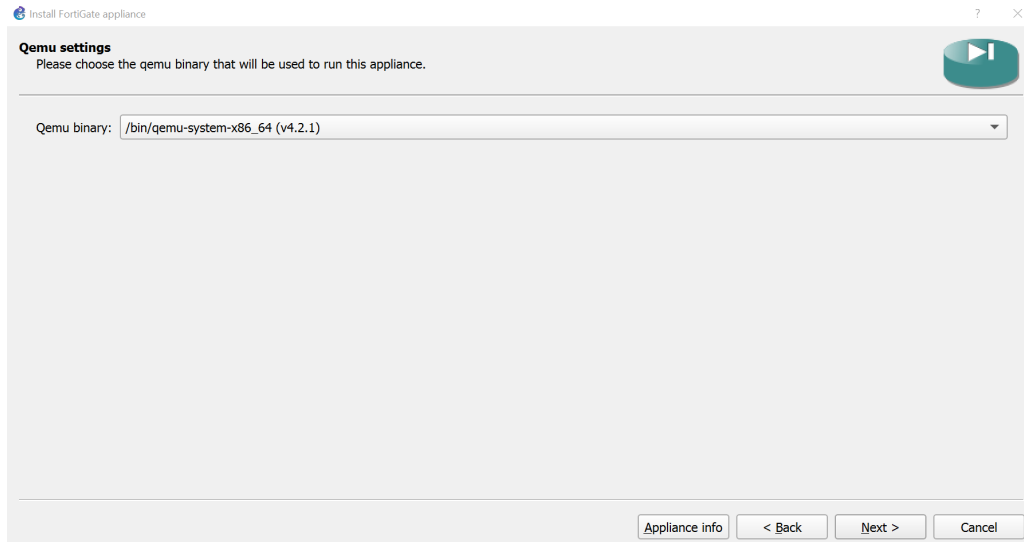 Install FortiGate appliance
?
Qemu settings
Please choose the qemu binary that will be used to run this appliance.
Qemu binary: /bin/qemu-system-x86_64 (v4.2.1)
Appliance info < Back Next > Cancel